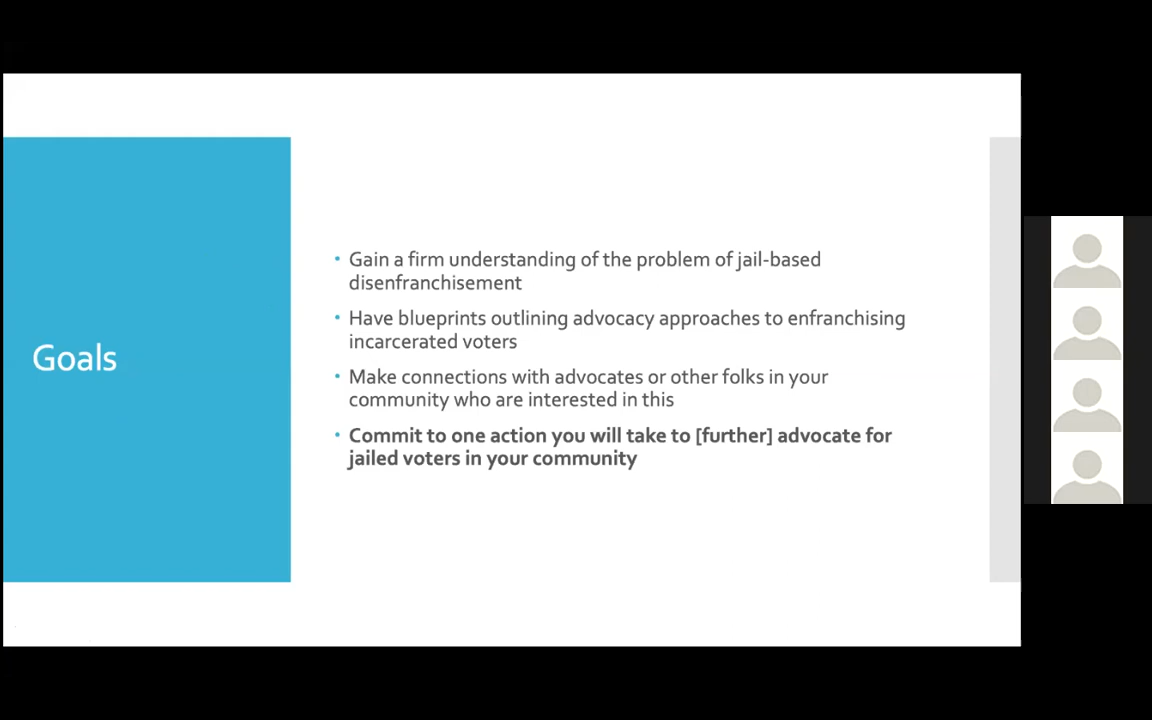 Goals
• Gain a firm understanding of the problem of jail-based
disenfranchisement
• Have blueprints outlining advocacy approaches to enfranchising
incarcerated voters
• Make connections with advocates or other folks in your
community who are interested in this
• Commit to one action you will take to [further] advocate for
jailed voters in your community